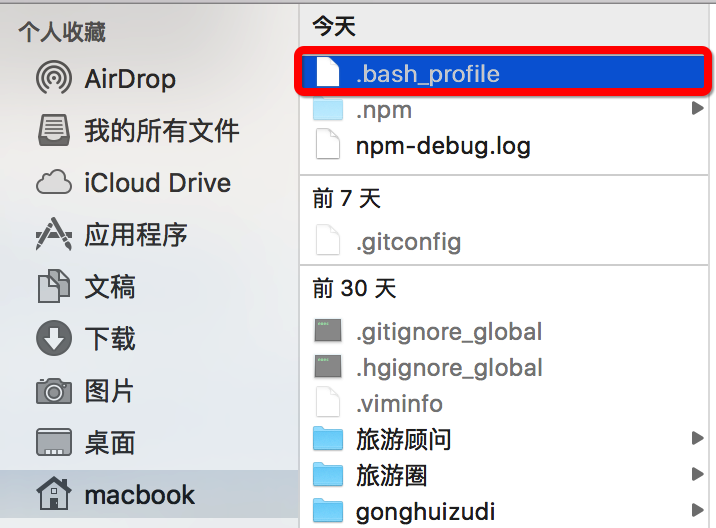 个人收藏
AirDrop
我的所有文件
iCloud Drive
应用程序
文稿
下载
图片
桌面
macbook
今天
.bash_profile
.npm
npm-debug.log
前 7 天
.gitconfig
前 30 天
.gitignore_global
.hgignore_global
.viminfo
旅游顾问
旅游圈
gonghuizudi